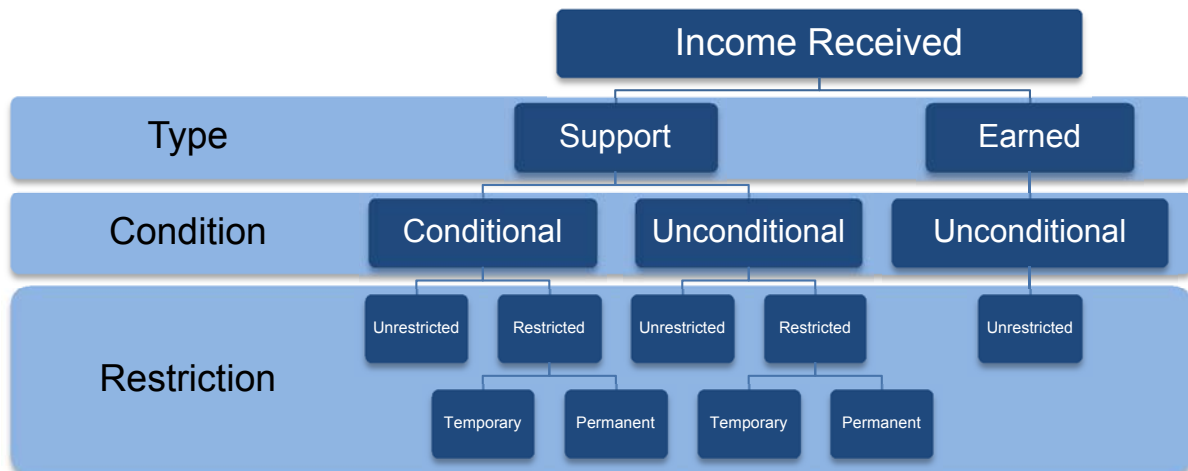 Income Received
Type
Support
Earned
Condition
Conditional
Unconditional
Unconditional
Restriction
Unrestricted
Restricted
Unrestricted
Restricted
Unrestricted
Temporary
Permanent
Temporary
Permanent